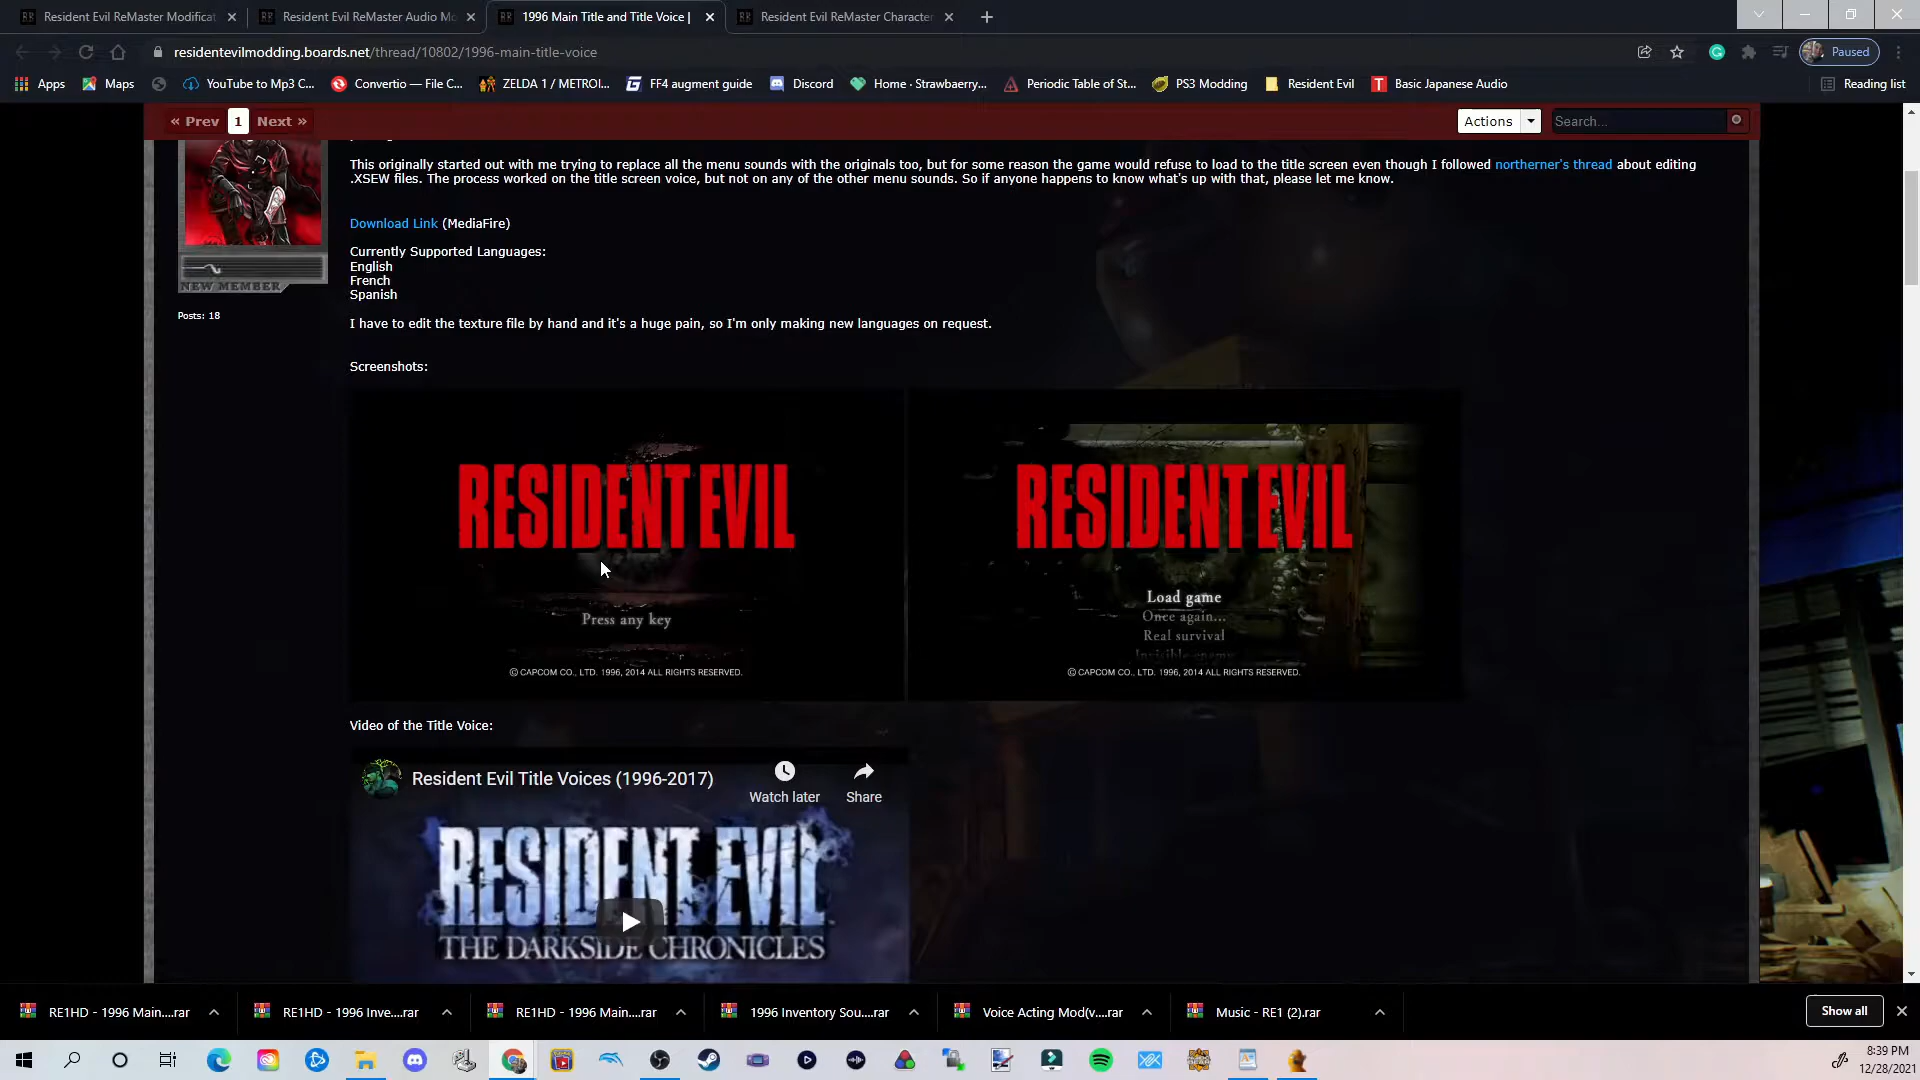 Resident Evil ReMaster Modificat
Resident Evil ReMaster Audio Mo
1996 Main Title and Title Voice |
Resident Evil ReMaster Character
residentevilmodding.boards.net/thread/10802/1996-main-title-voice
Paused
Apps
Maps
YouTube to Mp3 C...
Convertio — File C...
ZELDA 1 / METROI...
FF4 augment guide
Discord
Home · Strawbaerry...
Periodic Table of St...
PS3 Modding
Resident Evil
Basic Japanese Audio
Reading list
« Prev 1 Next »
Actions
Search...
This originally started out with me trying to replace all the menu sounds with the originals too, but for some reason the game would refuse to load to the title screen even though I followed northerner's thread about editing
.XSEW files. The process worked on the title screen voice, but not on any of the other menu sounds. So if anyone happens to know what's up with that, please let me know.
NEW MEMBER
Posts: 18
Download Link (MediaFire)
Currently Supported Languages:
English
French
Spanish
I have to edit the texture file by hand and it's a huge pain, so I'm only making new languages on request.
Screenshots:
RESIDENT EVIL
Press any key
© CAPCOM CO., LTD. 1996, 2014 ALL RIGHTS RESERVED.
RESIDENT EVIL
Load game
Once again...
Real survival
Invisible enemy
© CAPCOM CO., LTD. 1996, 2014 ALL RIGHTS RESERVED.
Video of the Title Voice:
Resident Evil Title Voices (1996-2017)
Watch later
Share
RESIDENT EVIL
THE DARKSIDE CHRONICLES
RE1HD - 1996 Main....rar
RE1HD - 1996 Inve....rar
RE1HD - 1996 Main....rar
1996 Inventory Sou....rar
Voice Acting Mod(v....rar
Music - RE1 (2).rar
Show all
8:39 PM
12/28/2021